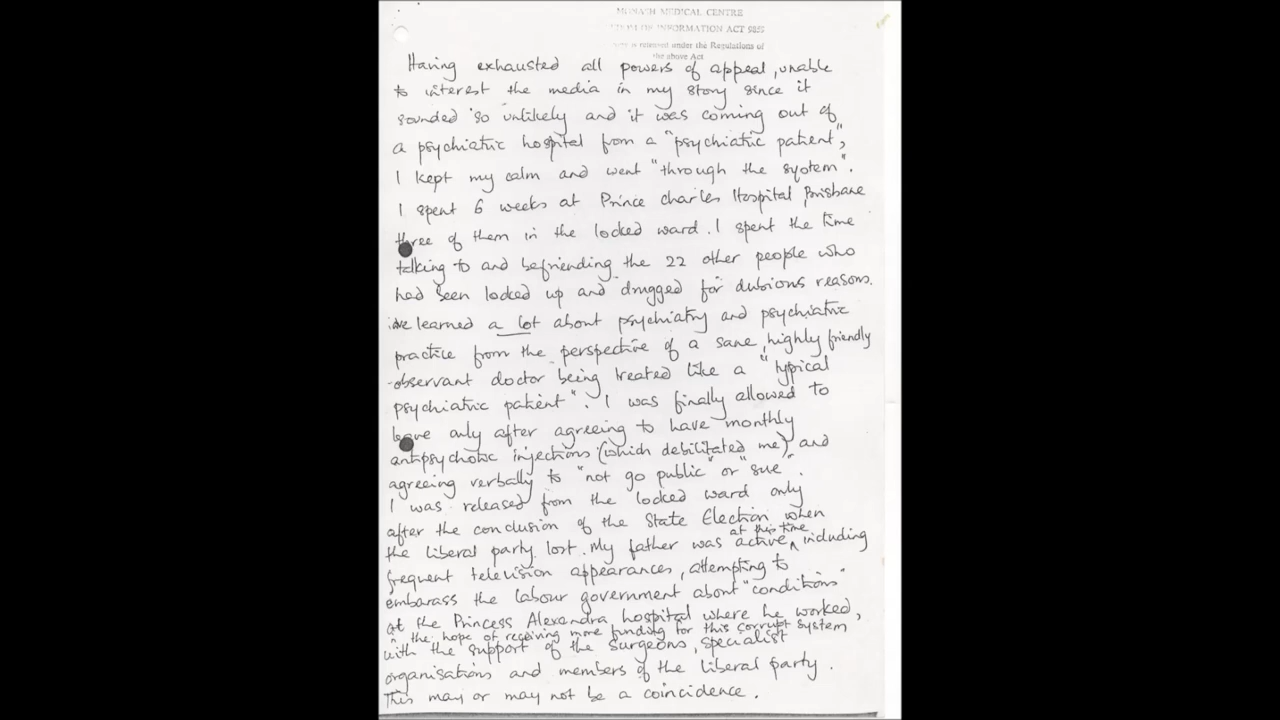 MONASH MEDICAL CENTRE
OF INFORMATION ACT
is released under the Regulations of
the above Act
Having exhausted all powers of appeal, unable
to interest the media in my story since it
sounded so unlikely and it was coming out of
a psychiatric hospital from a "psychiatric patient",
I kept my calm and went "through the system".
I spent 6 weeks at Prince Charles Hospital, Brisbane
three of them in the locked ward. I spent the time
talking to and befriending the 22 other people who
had been locked up and drugged for dubious reasons.
learned a lot about psychiatry and psychiatric
practice from the perspective of a sane, highly friendly
observant doctor being treated like a "typical
psychiatric patient". I was finally allowed to
leave only after agreeing to have monthly
antipsychotic injections (which debilitated me) and
agreeing verbally to "not go public" or "sue".
I was released from the locked ward only
after the conclusion of the State Election when
at this time
the liberal party lost. My father was active ^ including
frequent television appearances, attempting to
embarass the labour government about "conditions"
at the Princess Alexandra hospital where he worked,
in the hope of receiving more funding for this corrupt system
with the support of the surgeons, specialist
organisations and members of the liberal party.
This may or may not be a coincidence.